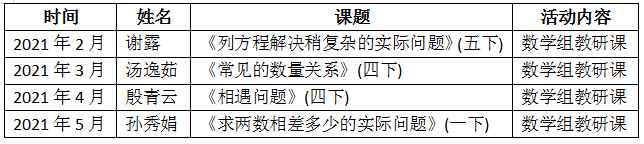 时间 姓名 课题 活动内容
2021 年 2 月 谢露 《列方程解决稍复杂的实际问题》(五下) 数学组教研课
2021 年 3 月 汤逸茹 《常见的数量关系》(四下) 数学组教研课
2021 年 4 月 殷青云 《相遇问题》(四下) 数学组教研课
2021 年 5 月 孙秀娟 《求两数相差多少的实际问题》(一下) 数学组教研课